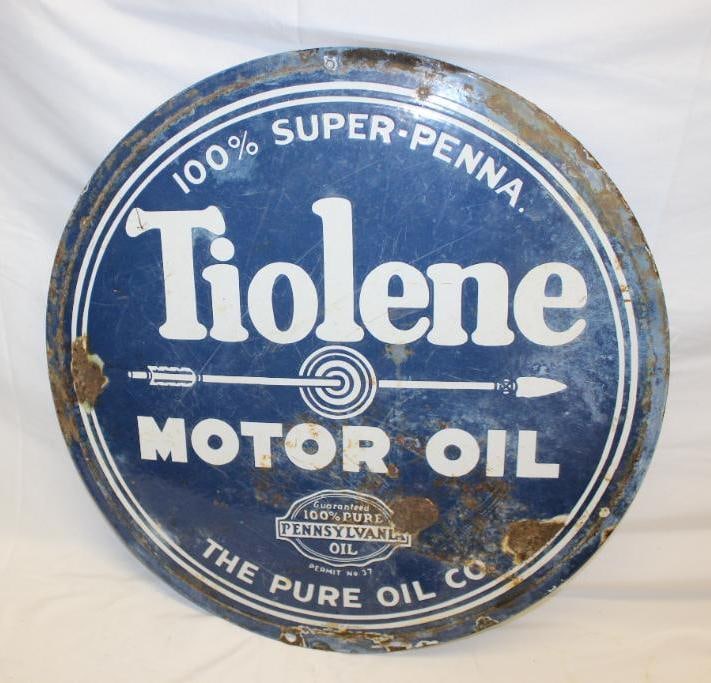 100% SUPER-PENNA.
Tiolene
MOTOR OIL
Guaranteed
100% PURE
PENNSYLVANIA
OIL
PERMIT No 37
THE PURE OIL CO